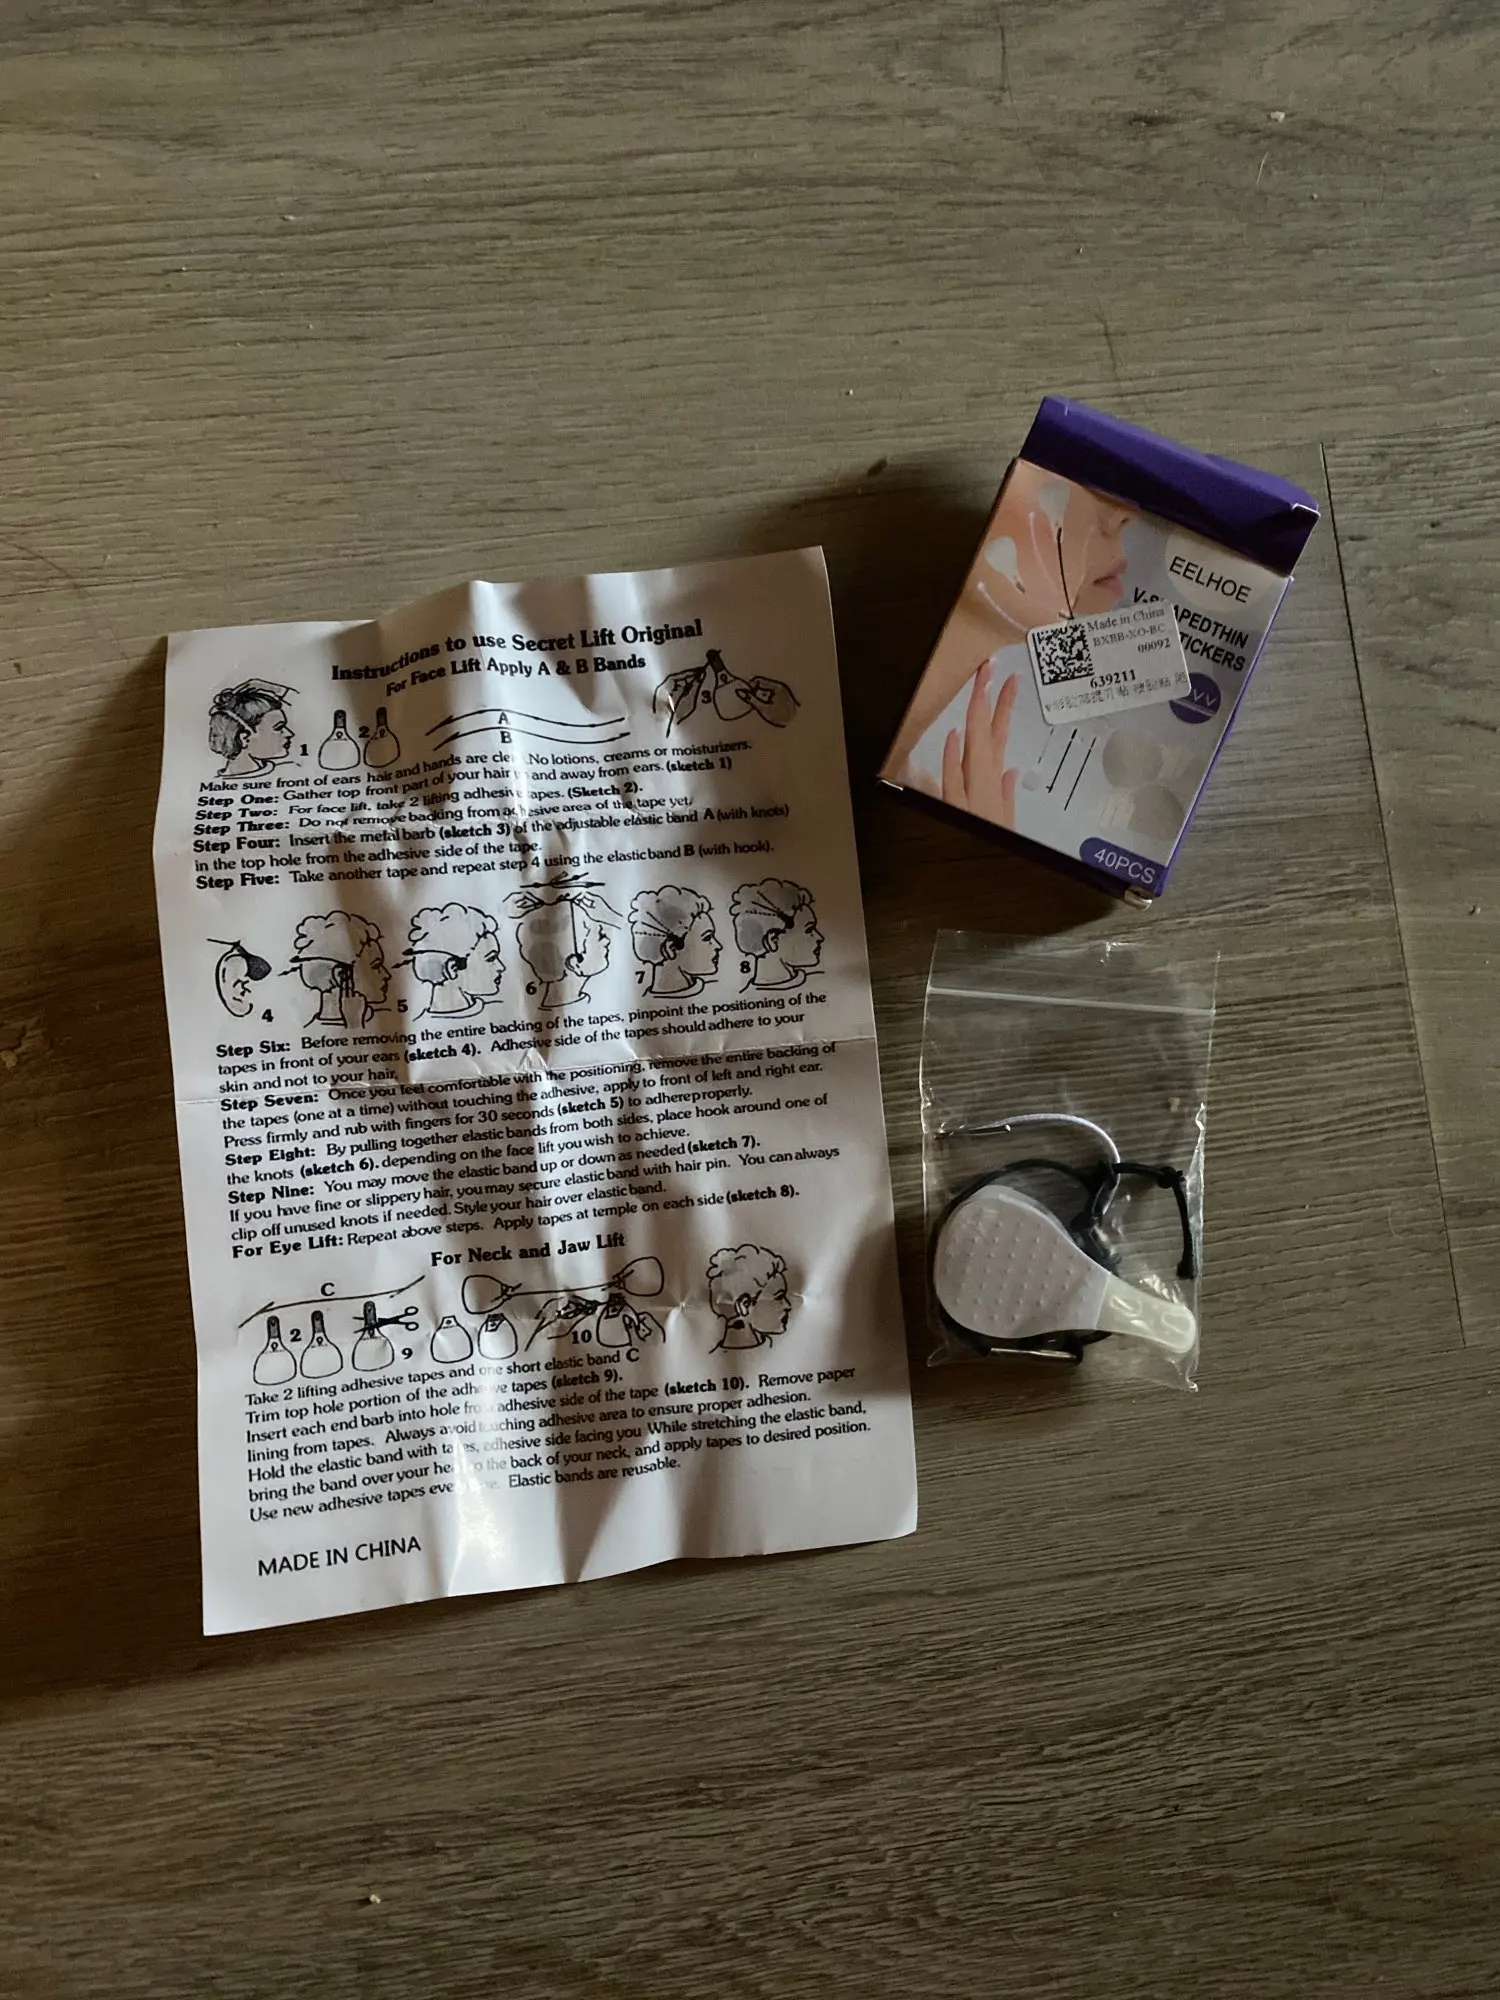 Instructions to use Secret Lift Original
For Face Lift Apply A & B Bands
1
2
A
B
3
Make sure front of ears hair and hands are No lotions, creams or moisturizers.
Step One: Gather top front part of your hair and away from ears. (sketch 1)
Step Two: For face lift, take 2 lifting adhesive tapes. (Sketch 2).
Step Three: Do not remove backing from adhesive area of the tape yet.
Step Four: Insert the metal barb (sketch 3) of the adjustable elastic band A (with knots)
in the top hole from the adhesive side of the tape.
Step Five: Take another tape and repeat step 4 using the elastic band B (with hook).
4
5
6
7
8
Step Six: Before removing the entire backing of the tapes, pinpoint the positioning of the
tapes in front of your ears (sketch 4). Adhesive side of the tapes should adhere to your
skin and not to your hair.
Step Seven: Once you feel comfortable with the positioning, remove the entire backing of
the tapes (one at a time) without touching the adhesive, apply to front of left and right ear.
Press firmly and rub with fingers for 30 seconds (sketch 5) to adhere properly.
Step Eight: By pulling together elastic bands from both sides, place hook around one of
the knots (sketch 6). depending on the face lift you wish to achieve.
Step Nine: You may move the elastic band up or down as needed (sketch 7).
If you have fine or slippery hair, you may secure elastic band with hair pin. You can always
clip off unused knots if needed. Style your hair over elastic band.
For Eye Lift: Repeat above steps. Apply tapes at temple on each side (sketch 8).
For Neck and Jaw Lift
C
2
9
10
Take 2 lifting adhesive tapes and one short elastic band C
Trim top hole portion of the adhesive tapes (sketch 9).
Insert each end barb into hole from adhesive side of the tape (sketch 10). Remove paper
lining from tapes. Always avoid touching adhesive area to ensure proper adhesion.
Hold the elastic band with tapes, adhesive side facing you While stretching the elastic band,
bring the band over your the back of your neck, and apply tapes to desired position.
Use new adhesive tapes Elastic bands are reusable.
MADE IN CHINA
EELHOE
Made in China
BXBB-XO-BC
00092
639211
40PCS